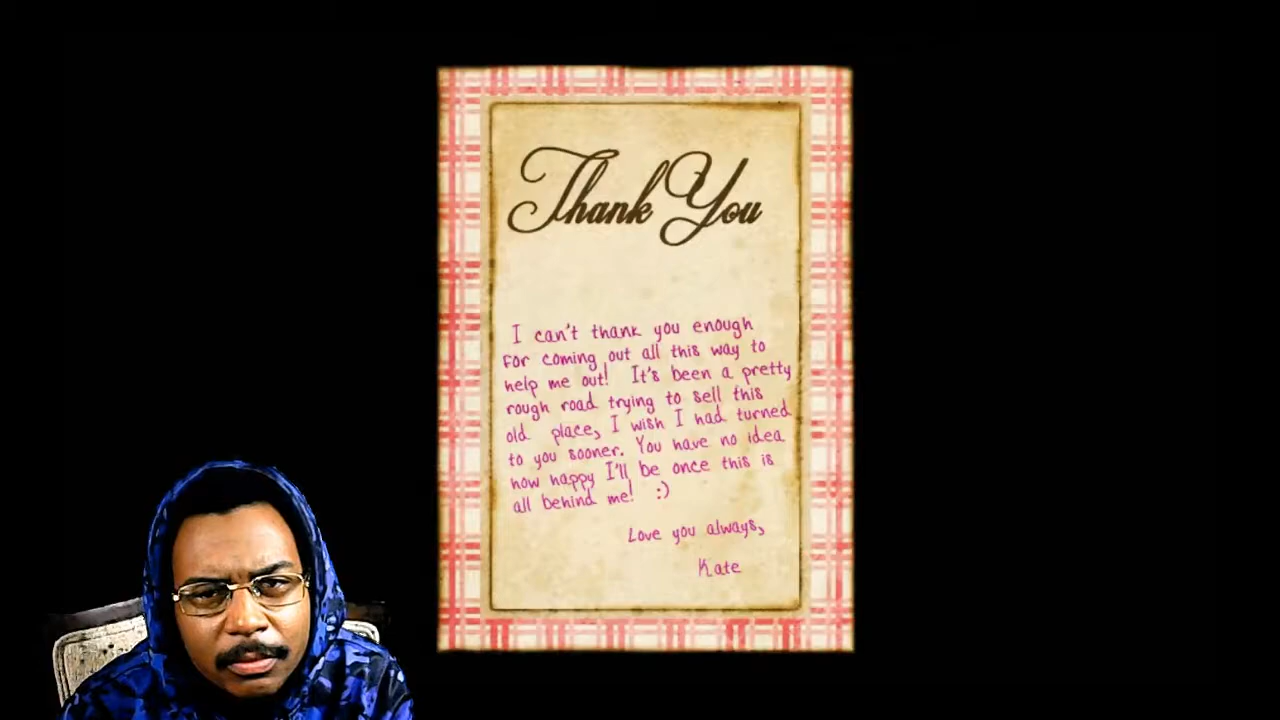 Thank You
I can't thank you enough
for coming out all this way to
help me out! It's been a pretty
rough road trying to sell this
old place, I wish I had turned
to you sooner. You have no idea
how happy I'll be once this is
all behind me! :)
Love you always,
Kate